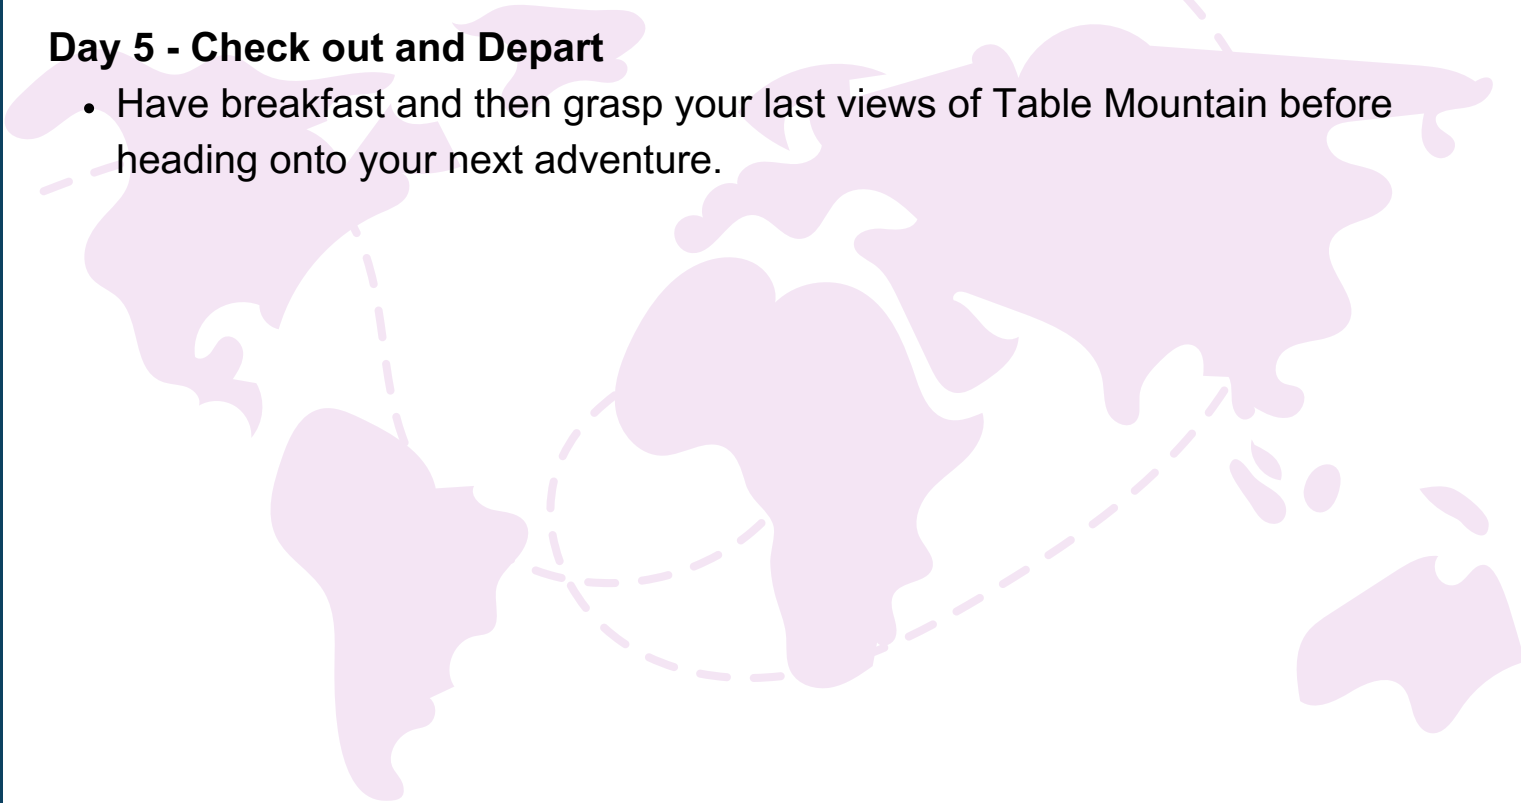 Day 5 - Check out and Depart
• Have breakfast and then grasp your last views of Table Mountain before
heading onto your next adventure.